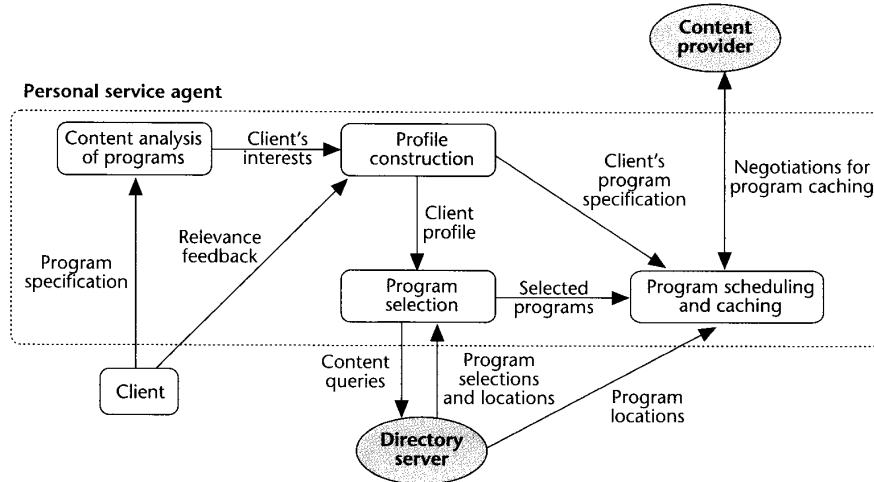 Content
provider
Personal service agent
Content analysis
of programs
Client's
interests
Profile
construction
Client's
program
specification
Negotiations for
program caching
Program
specification
Relevance
feedback
Client
profile
Program
selection
Selected
programs
Program scheduling
and caching
Client
Content
queries
Program
selections
and locations
Program
locations
Directory
server